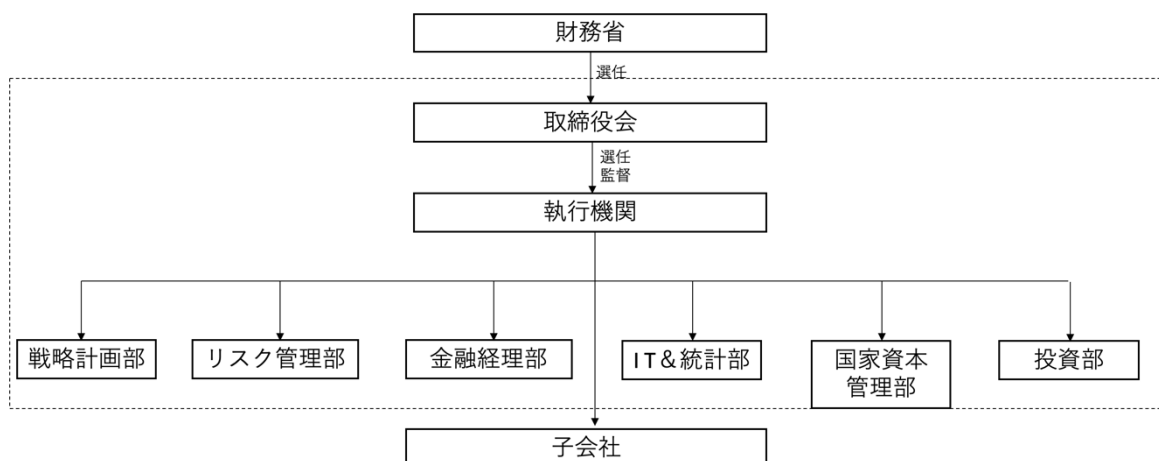 財務省
選任
取締役会
選任
監督
執行機関
戦略計画部
リスク管理部
金融経理部
IT＆統計部
国家資本
管理部
投資部
子会社